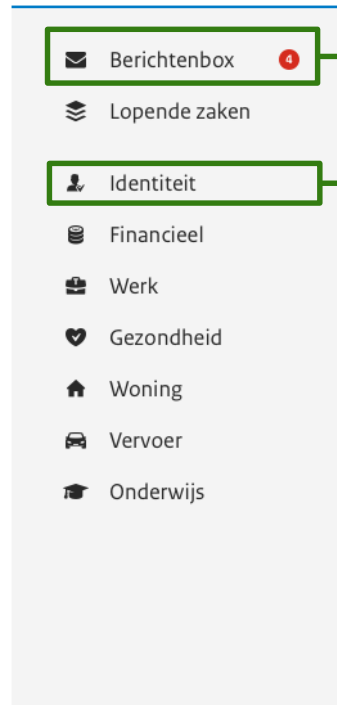 Berichtenbox 4
Lopende zaken
Identiteit
Financieel
Werk
Gezondheid
Woning
Vervoer
Onderwijs